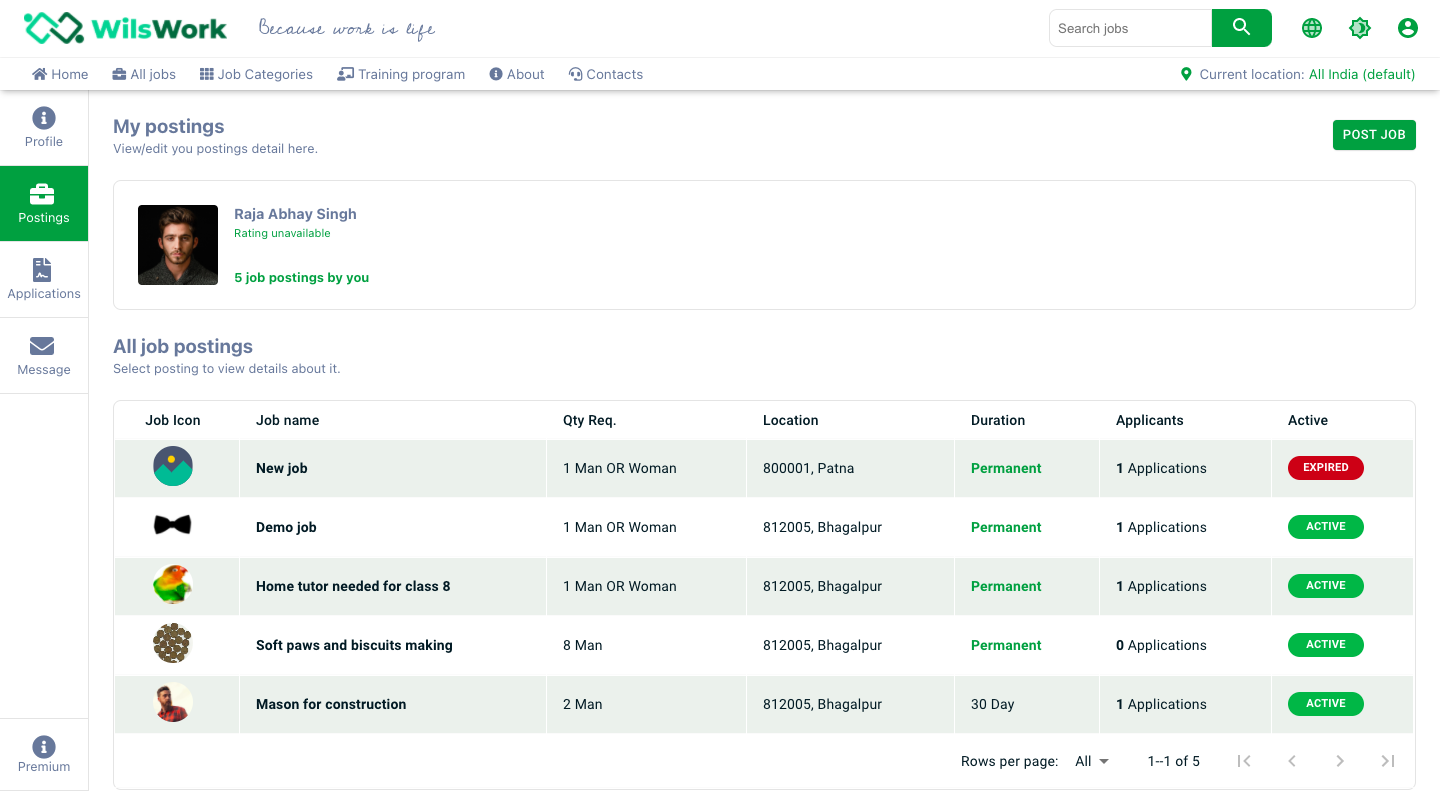 WilsWork
Because work is life
Search jobs
Home
All jobs
Job Categories
Training program
About
Contacts
Current location: All India (default)
Profile
Postings
Applications
Message
Premium
My postings
View/edit you postings detail here.
POST JOB
Raja Abhay Singh
Rating unavailable
5 job postings by you
All job postings
Select posting to view details about it.
Job Icon Job name Qty Req. Location Duration Applicants Active
New job 1 Man OR Woman 800001, Patna Permanent 1 Applications EXPIRED
Demo job 1 Man OR Woman 812005, Bhagalpur Permanent 1 Applications ACTIVE
Home tutor needed for class 8 1 Man OR Woman 812005, Bhagalpur Permanent 1 Applications ACTIVE
Soft paws and biscuits making 8 Man 812005, Bhagalpur Permanent 0 Applications ACTIVE
Mason for construction 2 Man 812005, Bhagalpur 30 Day 1 Applications ACTIVE
Rows per page: All 1--1 of 5